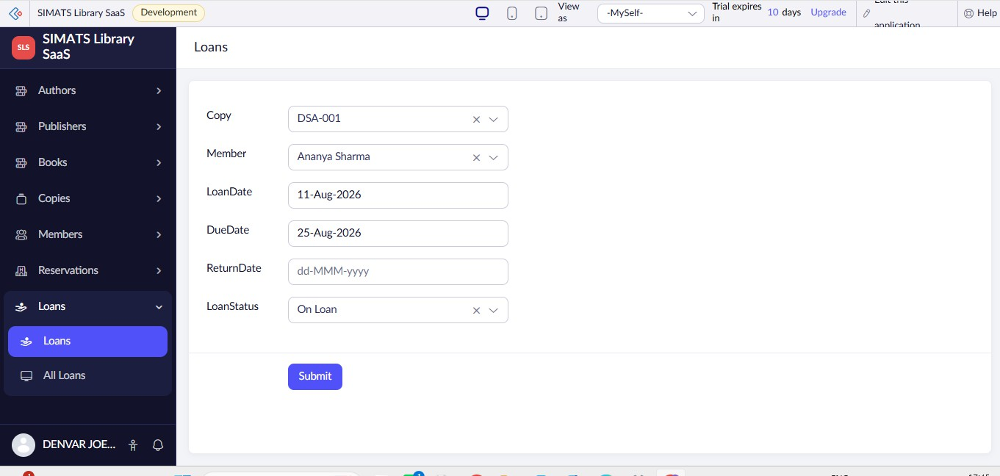 SIMATS Library SaaS
Development
View
as
-MySelf-
Trial expires
in
10 days
Upgrade
Edit this
application
Help
SLS
SIMATS Library
SaaS
Authors
Publishers
Books
Copies
Members
Reservations
Loans
Loans
All Loans
DENVAR JOE...
Loans
Copy
DSA-001
Member
Ananya Sharma
LoanDate
11-Aug-2026
DueDate
25-Aug-2026
ReturnDate
dd-MMM-yyyy
LoanStatus
On Loan
Submit